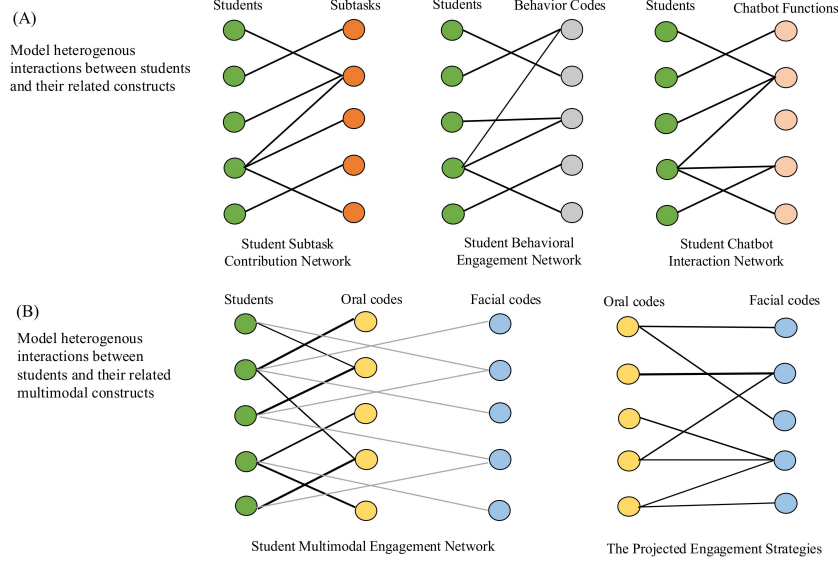 (A)
Model heterogenous
interactions between students
and their related constructs
Students
Subtasks
Student Subtask
Contribution Network
Students
Behavior Codes
Student Behavioral
Engagement Network
Students
Chatbot Functions
Student Chatbot
Interaction Network
(B)
Model heterogenous
interactions between
students and their related
multimodal constructs
Students
Oral codes
Facial codes
Student Multimodal Engagement Network
Oral codes
Facial codes
The Projected Engagement Strategies